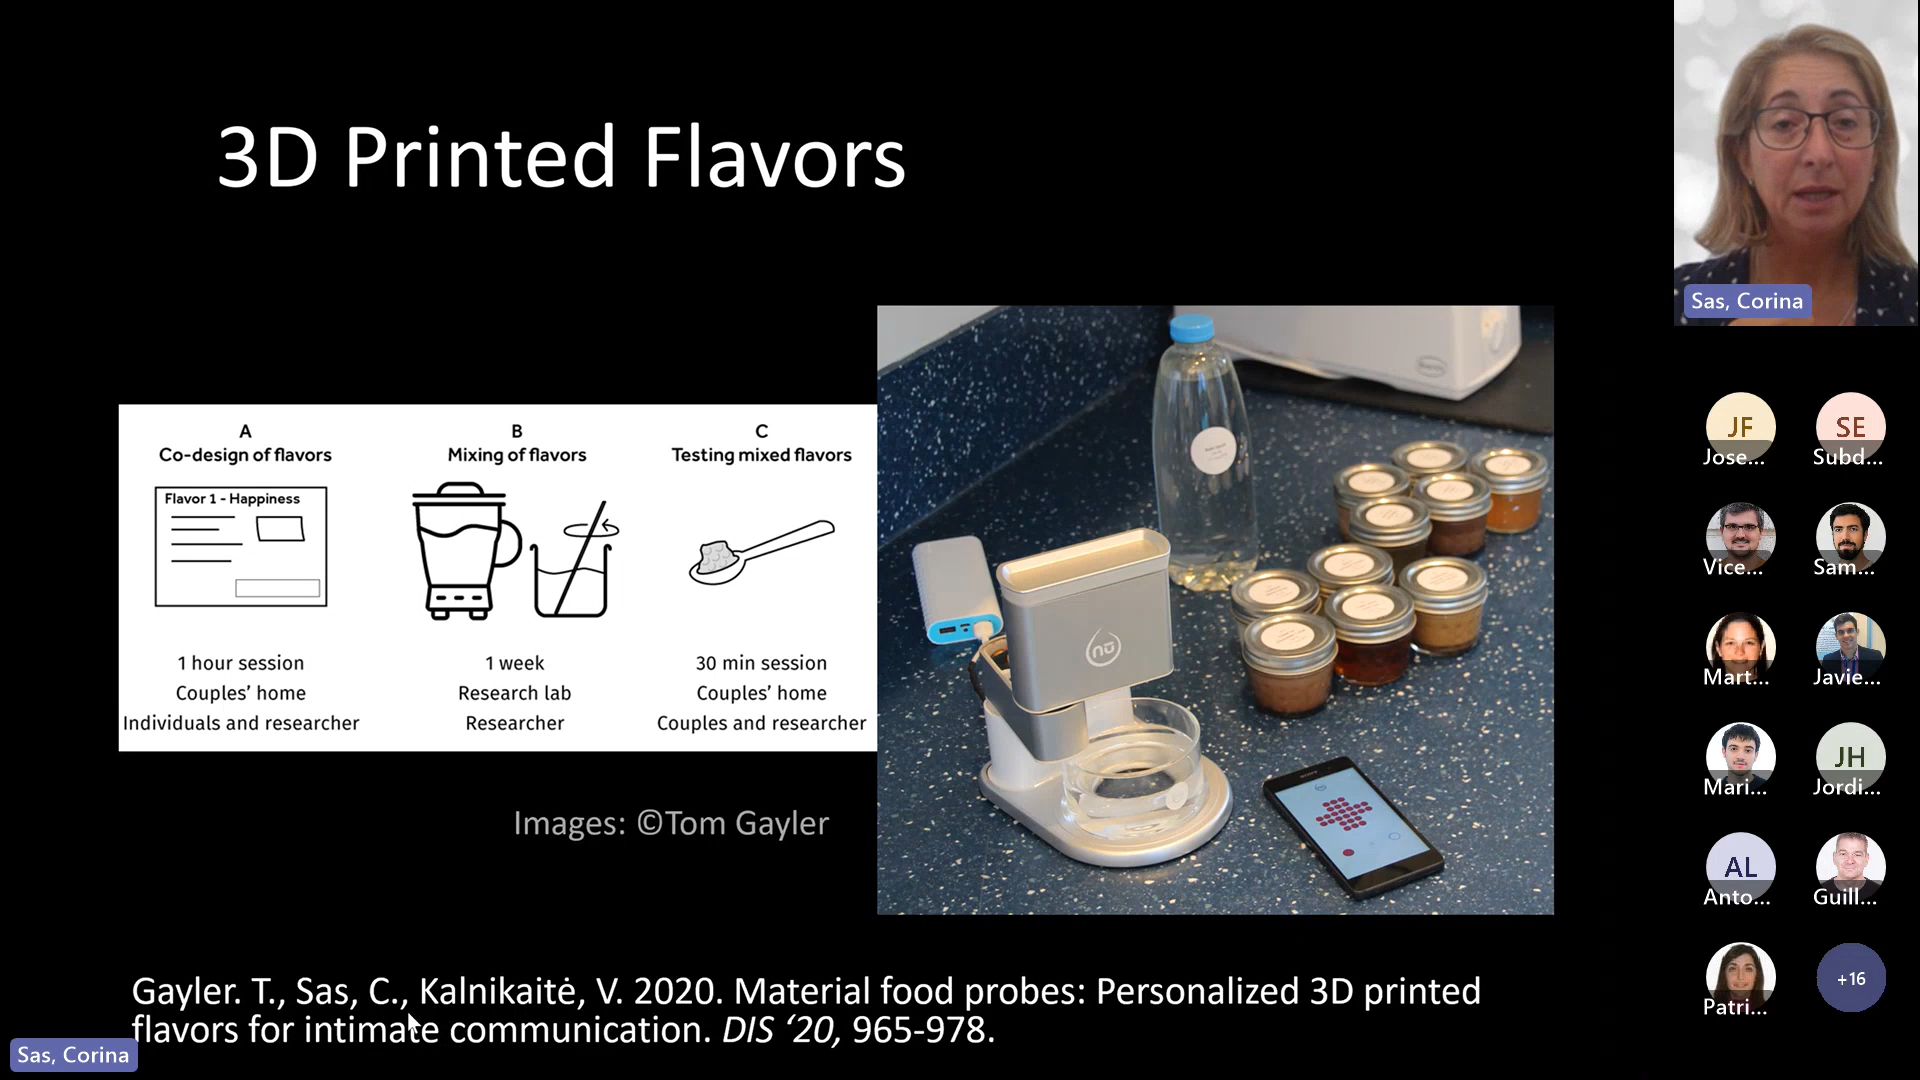 3D Printed Flavors
A
Co-design of flavors
Flavor 1 - Happiness
1 hour session
Couples' home
Individuals and researcher
B
Mixing of flavors
1 week
Research lab
Researcher
C
Testing mixed flavors
30 min session
Couples' home
Couples and researcher
nū
SONY
Images: ©Tom Gayler
Gayler. T., Sas, C., Kalnikaitė, V. 2020. Material food probes: Personalized 3D printed
flavors for intimate communication. DIS ‘20, 965-978.
Sas, Corina
Sas, Corina
JF
Jose...
SE
Subd...
Vice...
Sam...
Mart...
Javie...
Mari...
JH
Jordi...
AL
Anto...
Guill...
Patri...
+16